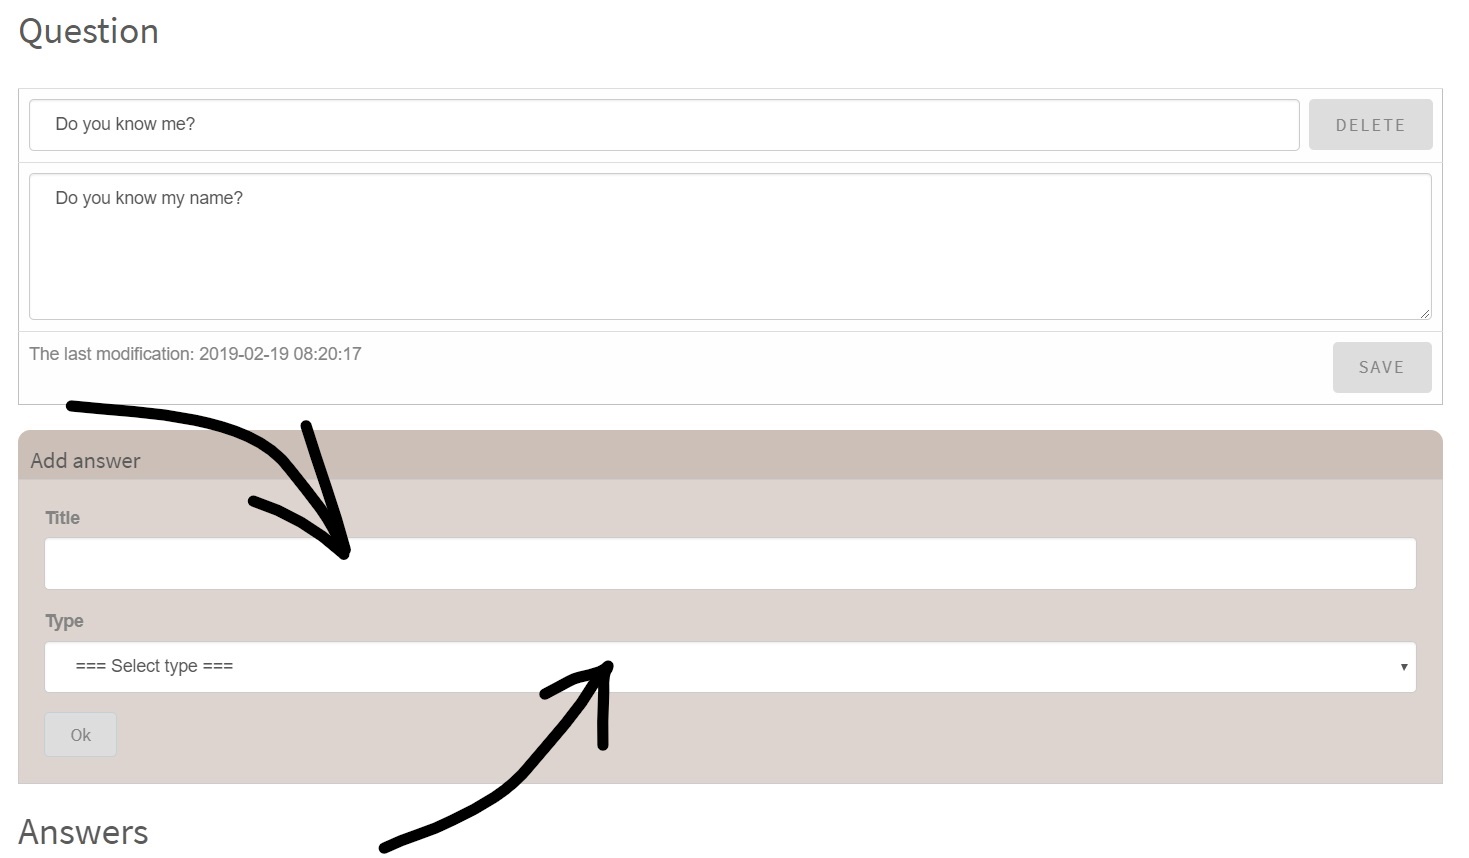 Question
Do you know me?
DELETE
Do you know my name?
The last modification: 2019-02-19 08:20:17
SAVE
Add answer
Title
Type
=== Select type ===
Ok
Answers